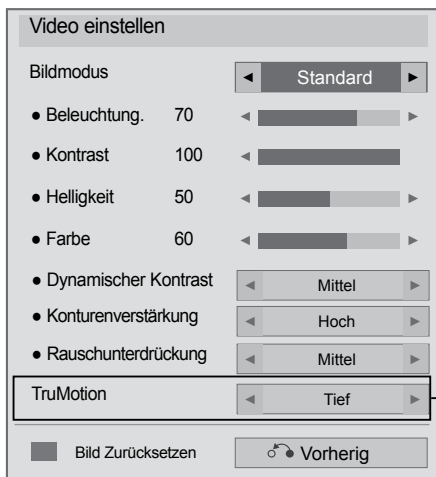 Video einstellen
Bildmodus Standard
● Beleuchtung. 70
● Kontrast 100
● Helligkeit 50
● Farbe 60
● Dynamischer Kontrast Mittel
● Konturenverstärkung Hoch
● Rauschunterdrückung Mittel
TruMotion Tief
Bild Zurücksetzen Vorherig